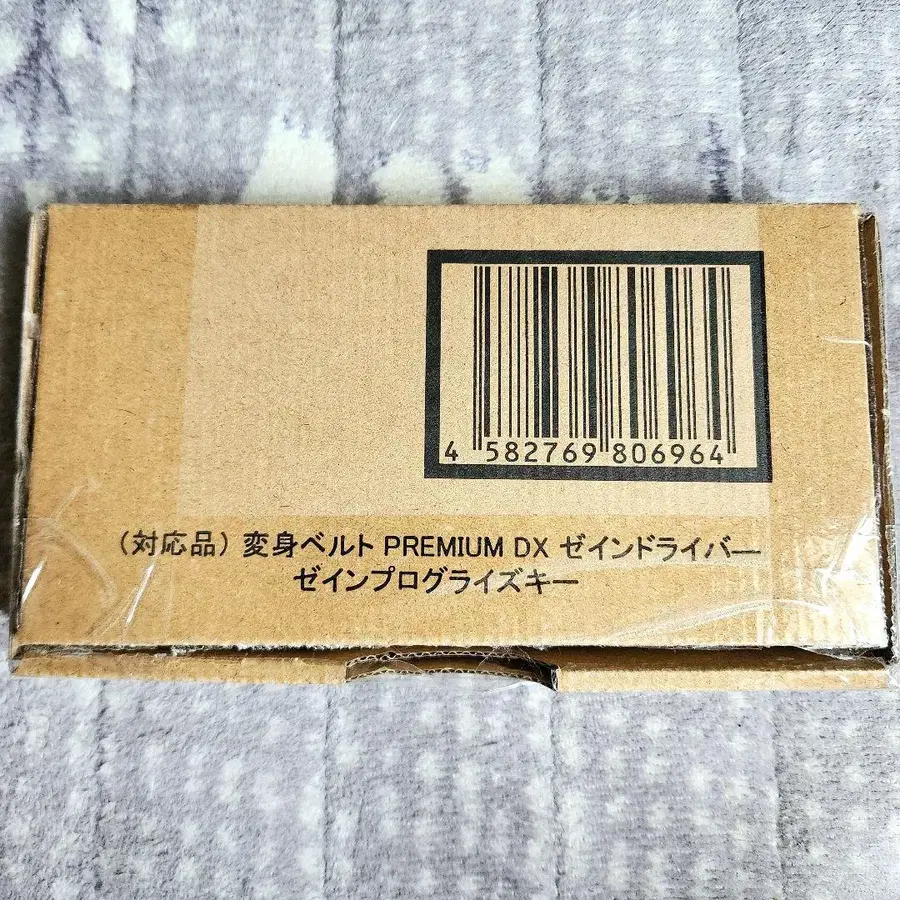 4 582769 806964
(対応品) 変身ベルト PREMIUM DX ゼインドライバー
ゼインプログライズキー